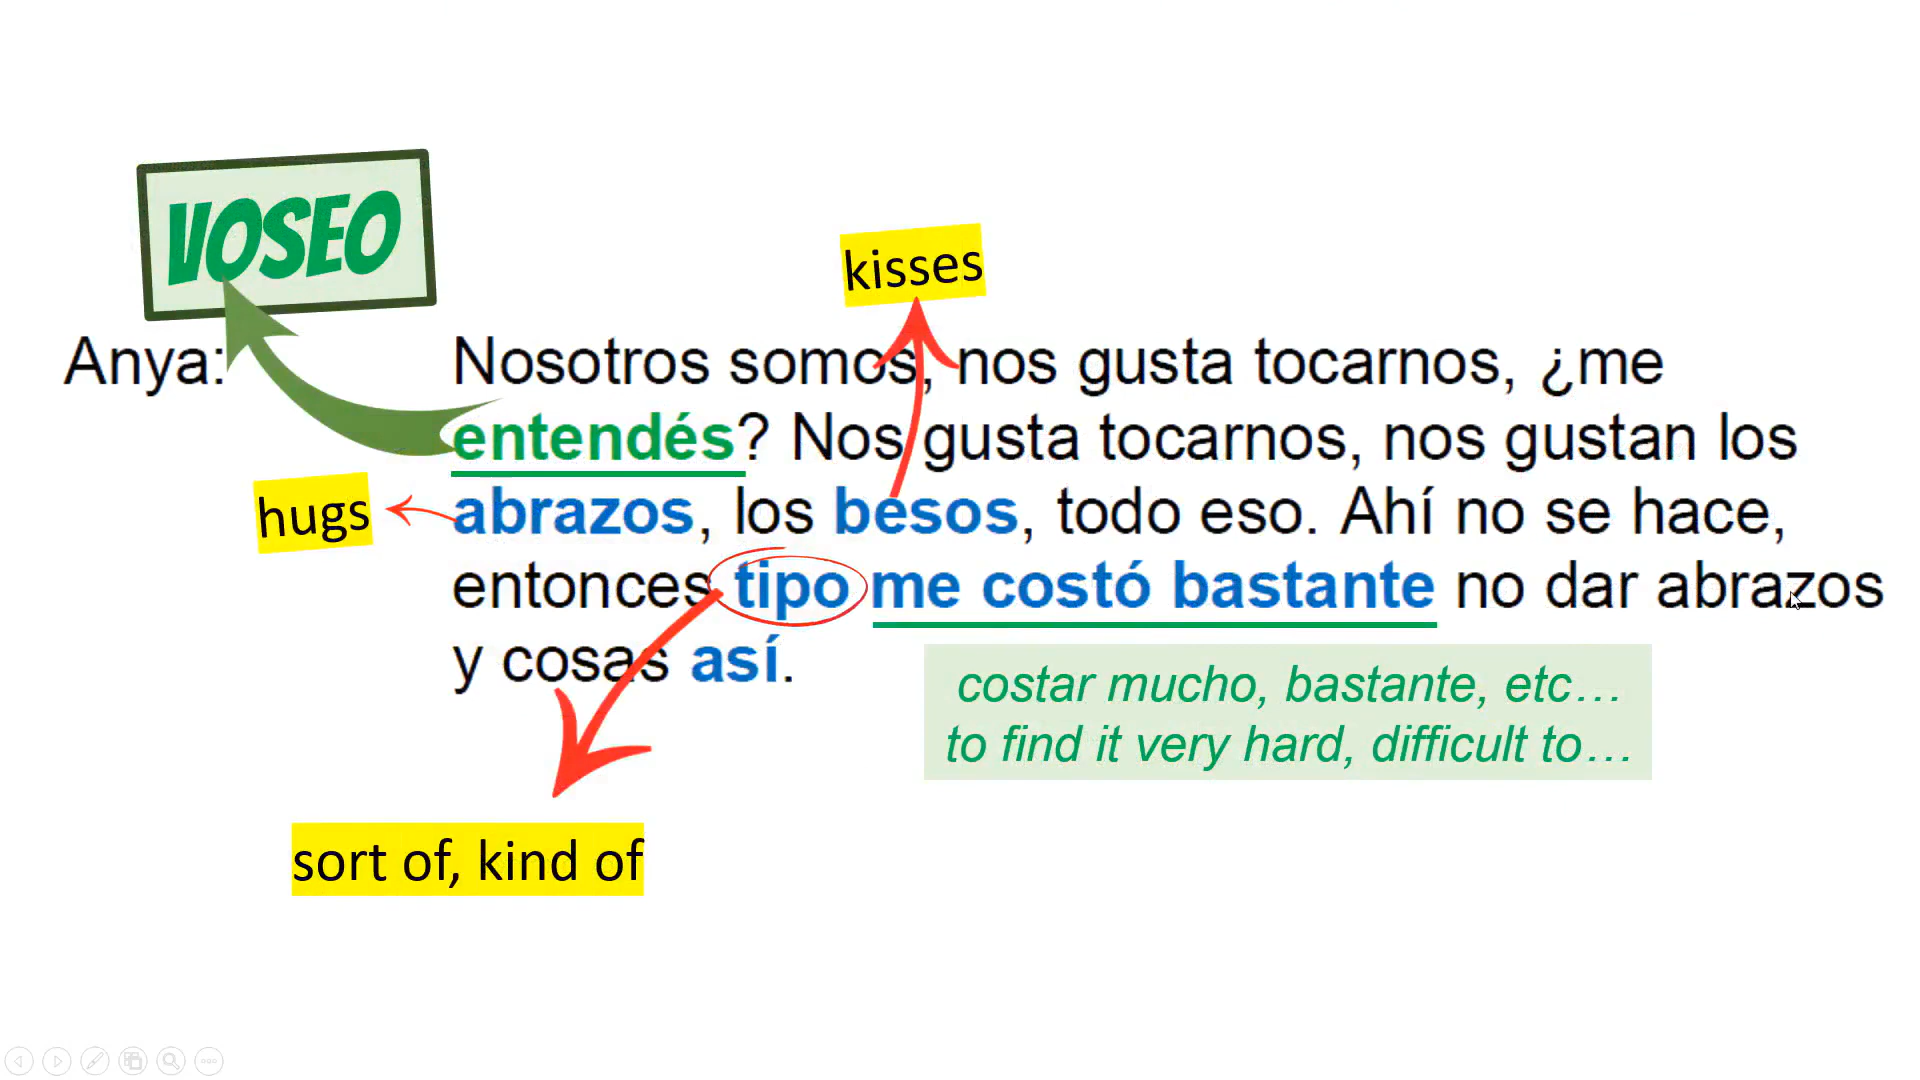 VOSEO
kisses
Anya: Nosotros somos, nos gusta tocarnos, ¿me
entendés? Nos gusta tocarnos, nos gustan los
hugs
abrazos, los besos, todo eso. Ahí no se hace,
entonces tipo me costó bastante no dar abrazos
y cosas así.
costar mucho, bastante, etc…
to find it very hard, difficult to…
sort of, kind of